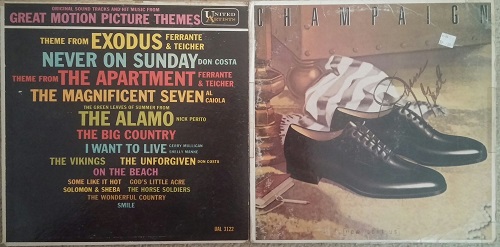 ORIGINAL SOUND TRACKS AND HIT MUSIC FROM
GREAT MOTION PICTURE THEMES
UNITED
ARTISTS
THEME FROM EXODUS FERRANTE
& TEICHER
NEVER ON SUNDAY DON COSTA
THEME FROM THE APARTMENT FERRANTE
& TEICHER
THE MAGNIFICENT SEVEN AL
CAIOLA
THE GREEN LEAVES OF SUMMER FROM
THE ALAMO NICK PERITO
THE BIG COUNTRY
I WANT TO LIVE GERRY MULLIGAN
SHELLY MANNE
THE VIKINGS THE UNFORGIVEN DON COSTA
ON THE BEACH
SOME LIKE IT HOT GOD'S LITTLE ACRE
SOLOMON & SHEBA THE HORSE SOLDIERS
THE WONDERFUL COUNTRY
SMILE
UAL 3122
CHAMPAIGN